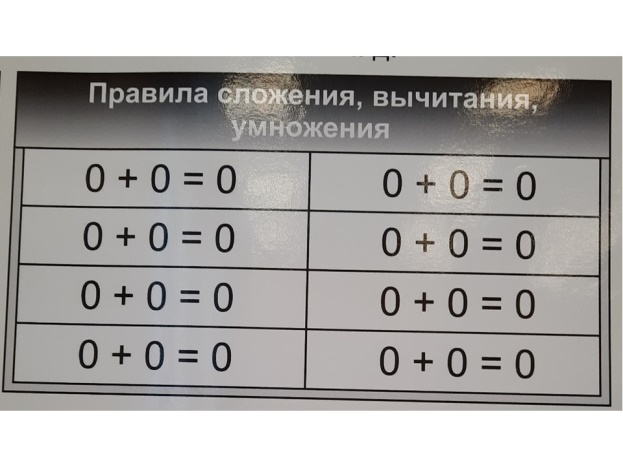 Правила сложения, вычитания,
умножения
0 + 0 = 0 0 + 0 = 0
0 + 0 = 0 0 + 0 = 0
0 + 0 = 0 0 + 0 = 0
0 + 0 = 0 0 + 0 = 0